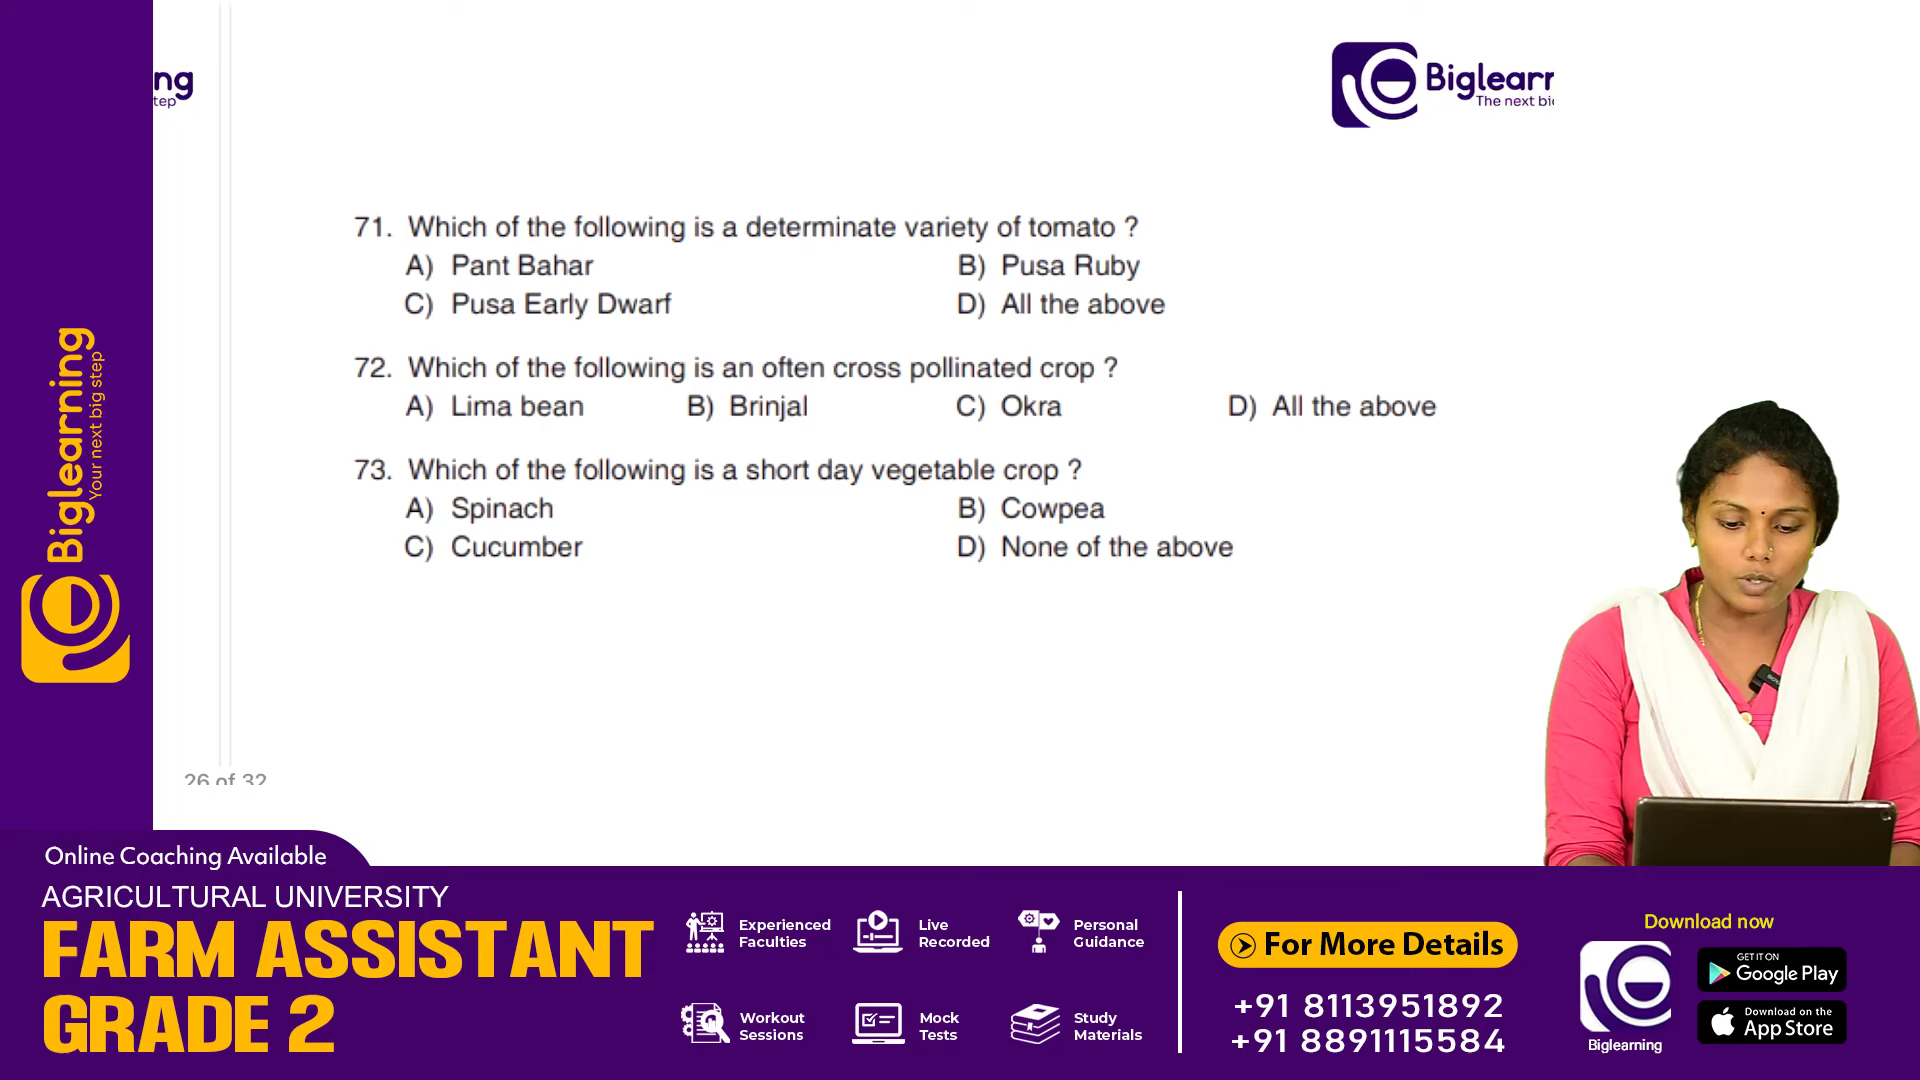 ng
tep
Biglearr
The next bi
71. Which of the following is a determinate variety of tomato ?
A) Pant Bahar B) Pusa Ruby
C) Pusa Early Dwarf D) All the above
72. Which of the following is an often cross pollinated crop ?
A) Lima bean B) Brinjal C) Okra D) All the above
73. Which of the following is a short day vegetable crop ?
A) Spinach B) Cowpea
C) Cucumber D) None of the above
26 of 32
Biglearning
Your next big step
Online Coaching Available
AGRICULTURAL UNIVERSITY
FARM ASSISTANT
GRADE 2
Experienced
Faculties
Live
Recorded
Personal
Guidance
Workout
Sessions
Mock
Tests
Study
Materials
For More Details
+91 8113951892
+91 8891115584
Download now
Biglearning
GET IT ON
Google Play
Download on the
App Store